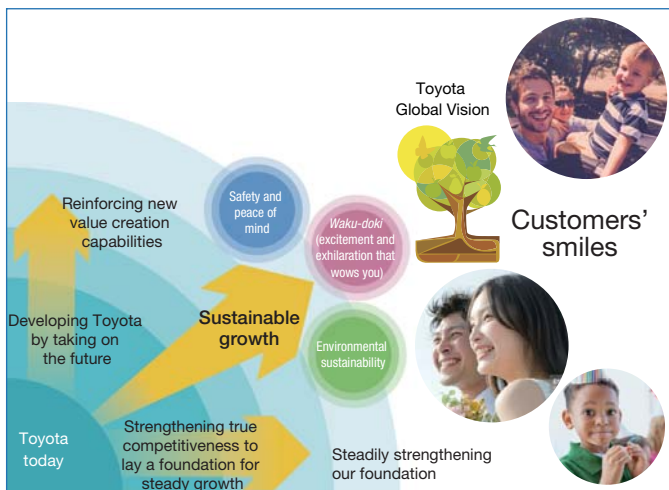 Toyota
Global Vision
Reinforcing new
value creation
capabilities
Safety and
peace of
mind
Waku-doki
(excitement and
exhilaration that
wows you)
Customers'
smiles
Developing Toyota
by taking on
the future
Sustainable
growth
Environmental
sustainability
Toyota
today
Strengthening true
competitiveness to
lay a foundation for
steady growth
Steadily strengthening
our foundation